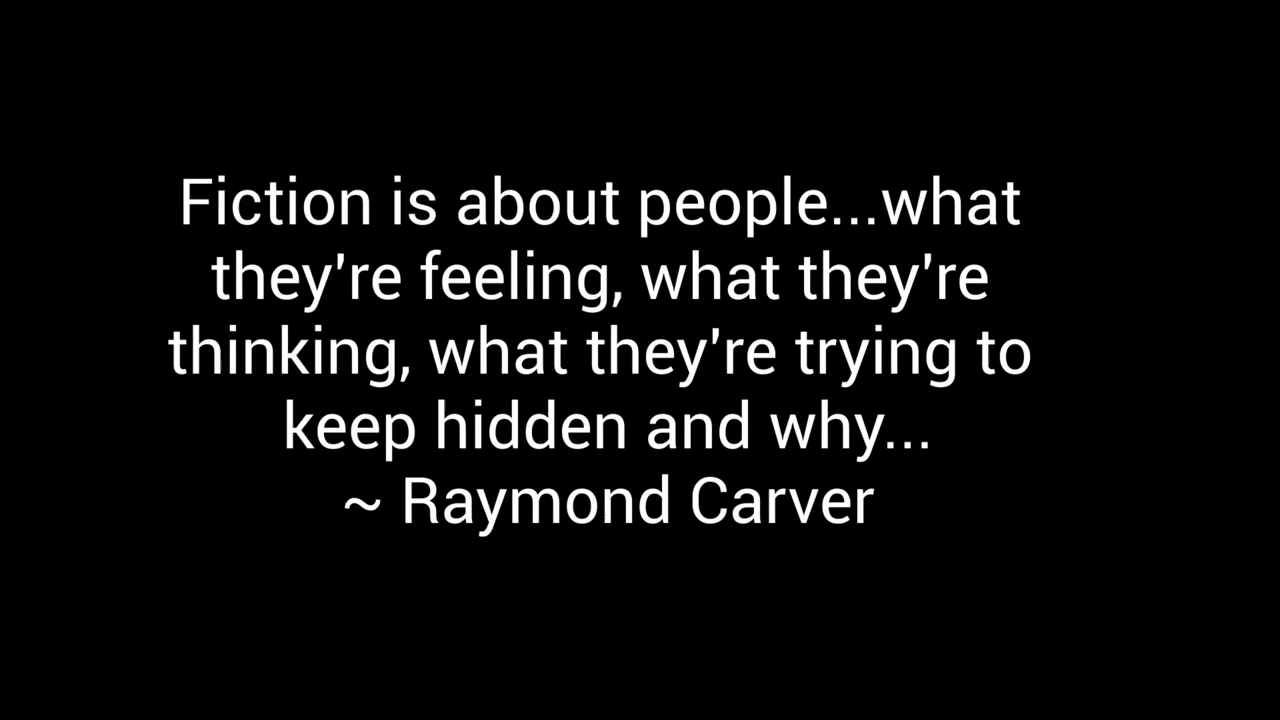 Fiction is about people...what
they're feeling, what they're
thinking, what they're trying to
keep hidden and why...
~ Raymond Carver